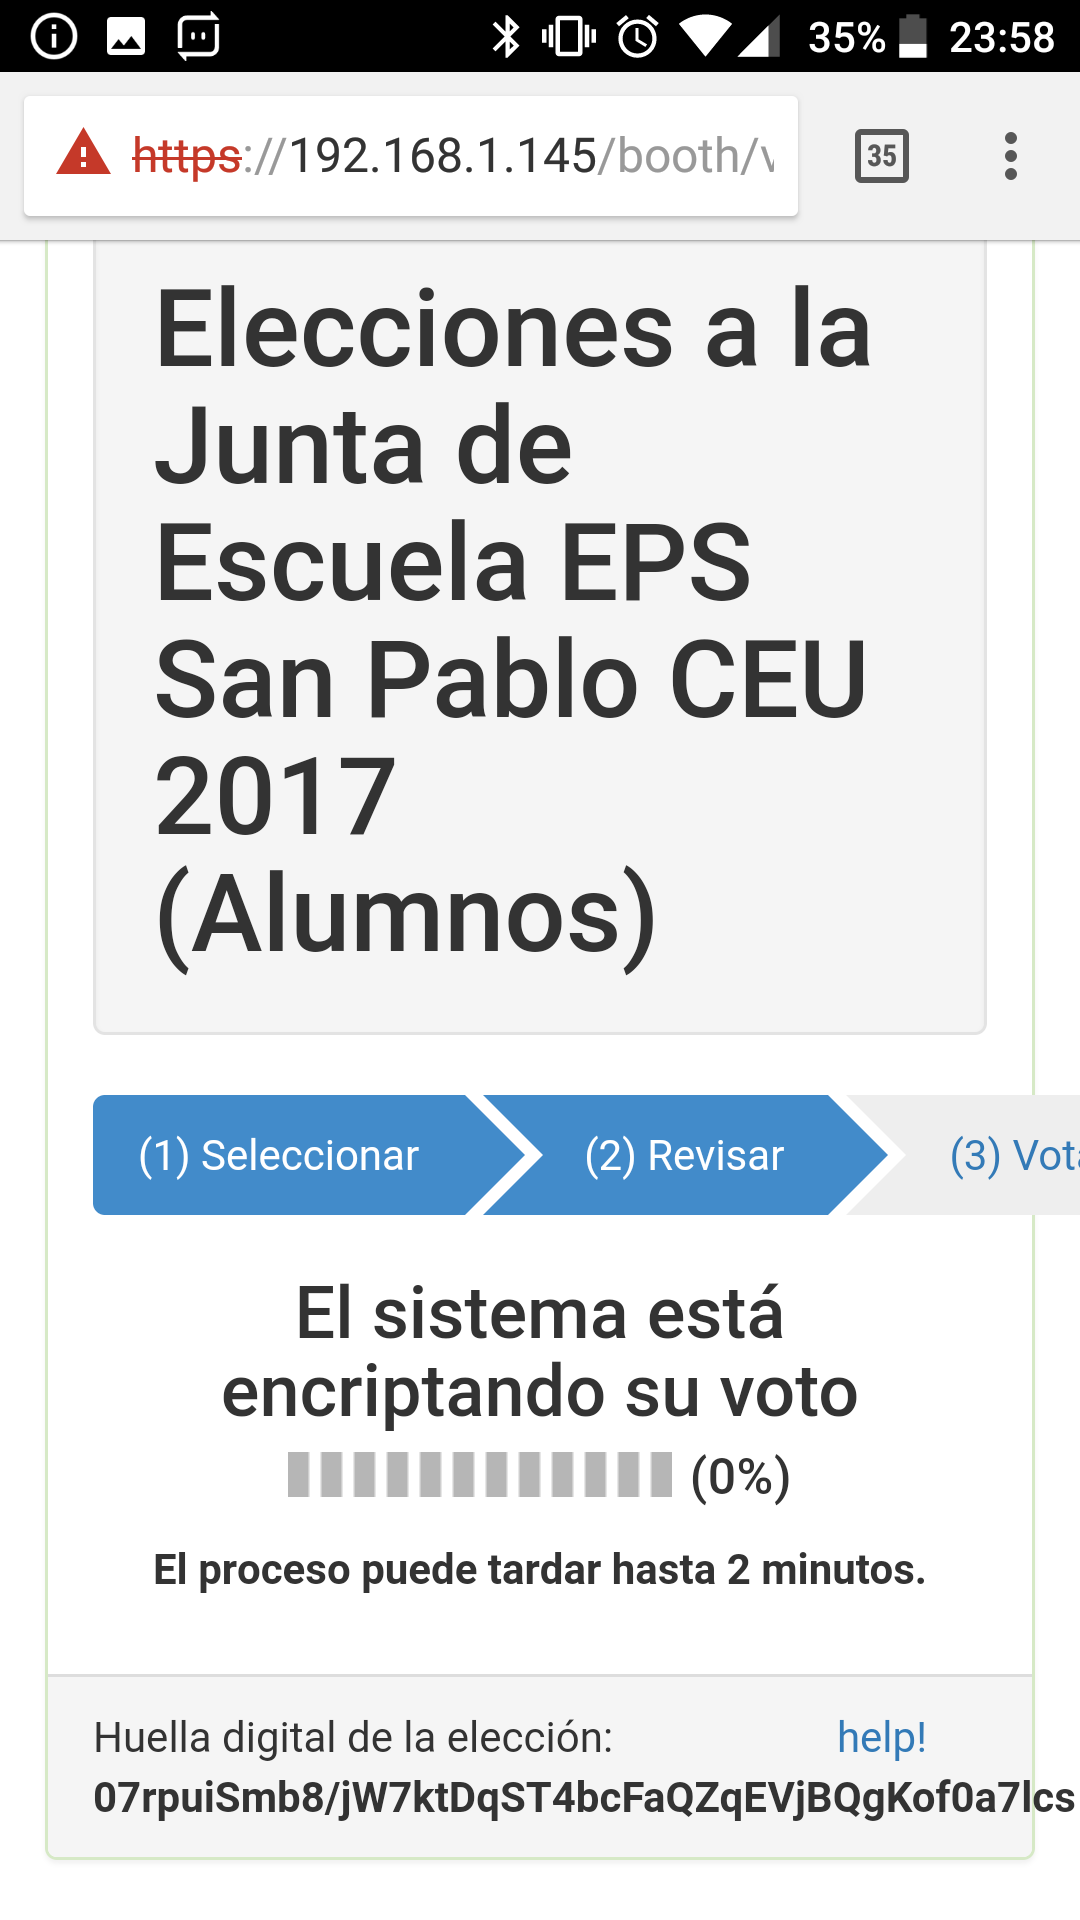 35% 23:58
https://192.168.1.145/booth/v
35
Elecciones a la
Junta de
Escuela EPS
San Pablo CEU
2017
(Alumnos)
(1) Seleccionar (2) Revisar (3) Vota
El sistema está
encriptando su voto
(0%)
El proceso puede tardar hasta 2 minutos.
Huella digital de la elección: help!
07rpuiSmb8/jW7ktDqST4bcFaQZqEVjBQgKof0a7lcs